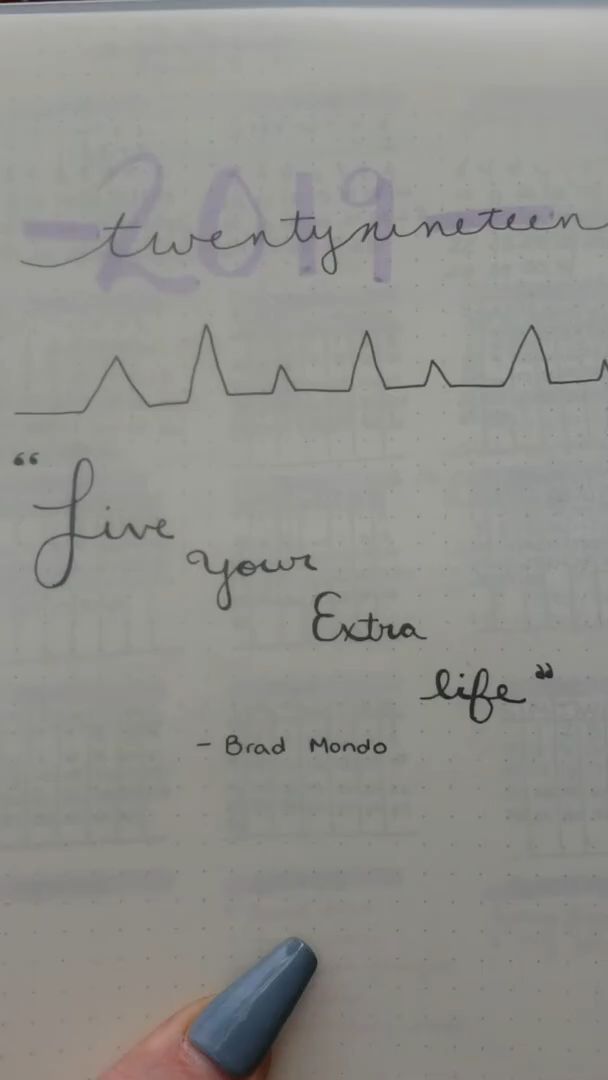 -2019-
twentynineteen
“Live
your
Extra
life”
- Brad Mondo